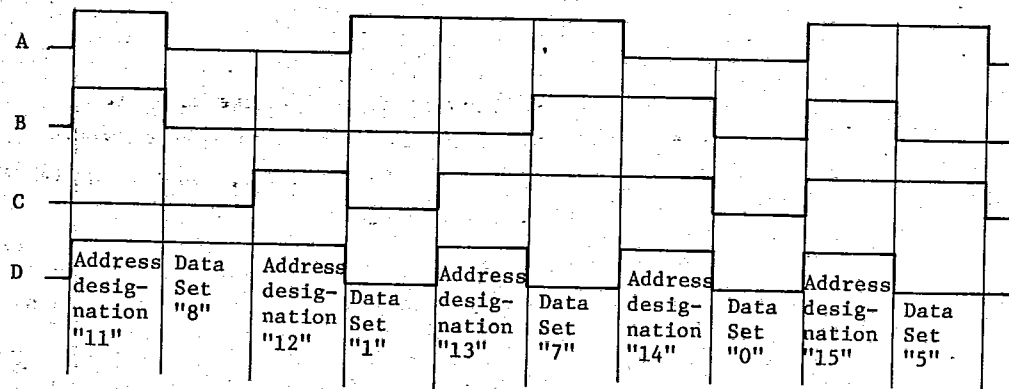 A
B
C
D
Address
desig-
nation
"11"
Data
Set
"8"
Address
desig-
nation
"12"
Data
Set
"1"
Address
desig-
nation
"13"
Data
Set
"7"
Address
desig-
nation
"14"
Data
Set
"0"
Address
desig-
nation
"15"
Data
Set
"5"